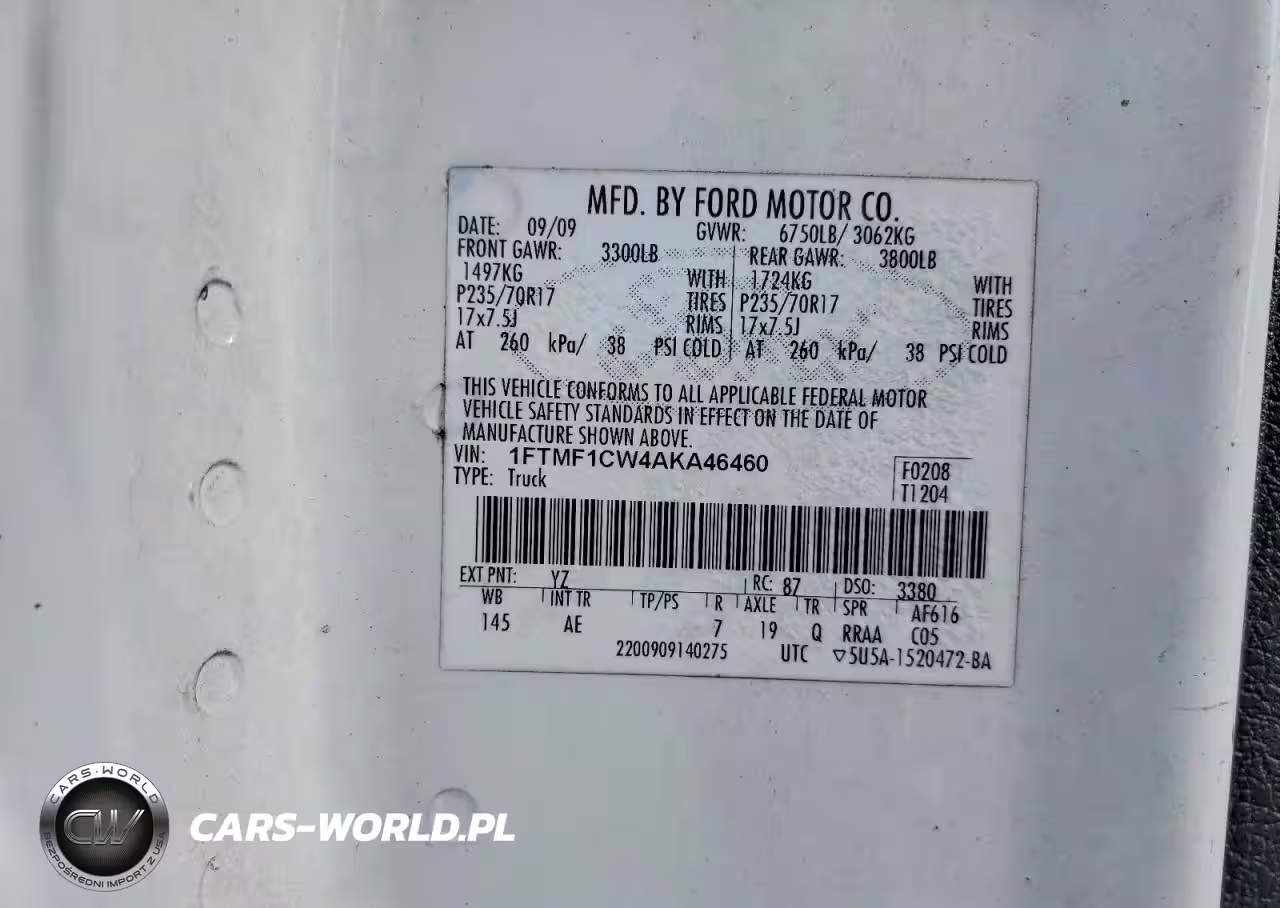 MFD. BY FORD MOTOR CO.
DATE: 09/09 GVWR: 6750LB/ 3062KG
FRONT GAWR: 3300LB REAR GAWR: 3800LB
1497KG WITH 1724KG WITH
P235/70R17 TIRES P235/70R17 TIRES
17x7.5J RIMS 17x7.5J RIMS
AT 260 kPa/ 38 PSI COLD AT 260 kPa/ 38 PSI COLD
THIS VEHICLE CONFORMS TO ALL APPLICABLE FEDERAL MOTOR
VEHICLE SAFETY STANDARDS IN EFFECT ON THE DATE OF
MANUFACTURE SHOWN ABOVE.
VIN: 1FTMF1CW4AKA46460 F0208
TYPE: Truck T1204
EXT PNT: YZ RC: 87 DSO: 3380
WB INT TR TP/PS R AXLE TR SPR AF616
145 AE 7 19 Q RRAA C05
2200909140275 UTC ▽5U5A-1520472-BA
CARS-WORLD
CW
BEZPOŚREDNI IMPORT Z USA
CARS-WORLD.PL